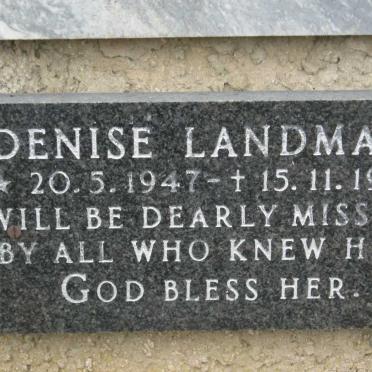 DENISE LANDMA
★ 20.5.1947 - † 15.11.19
WILL BE DEARLY MISS
BY ALL WHO KNEW H
GOD BLESS HER.